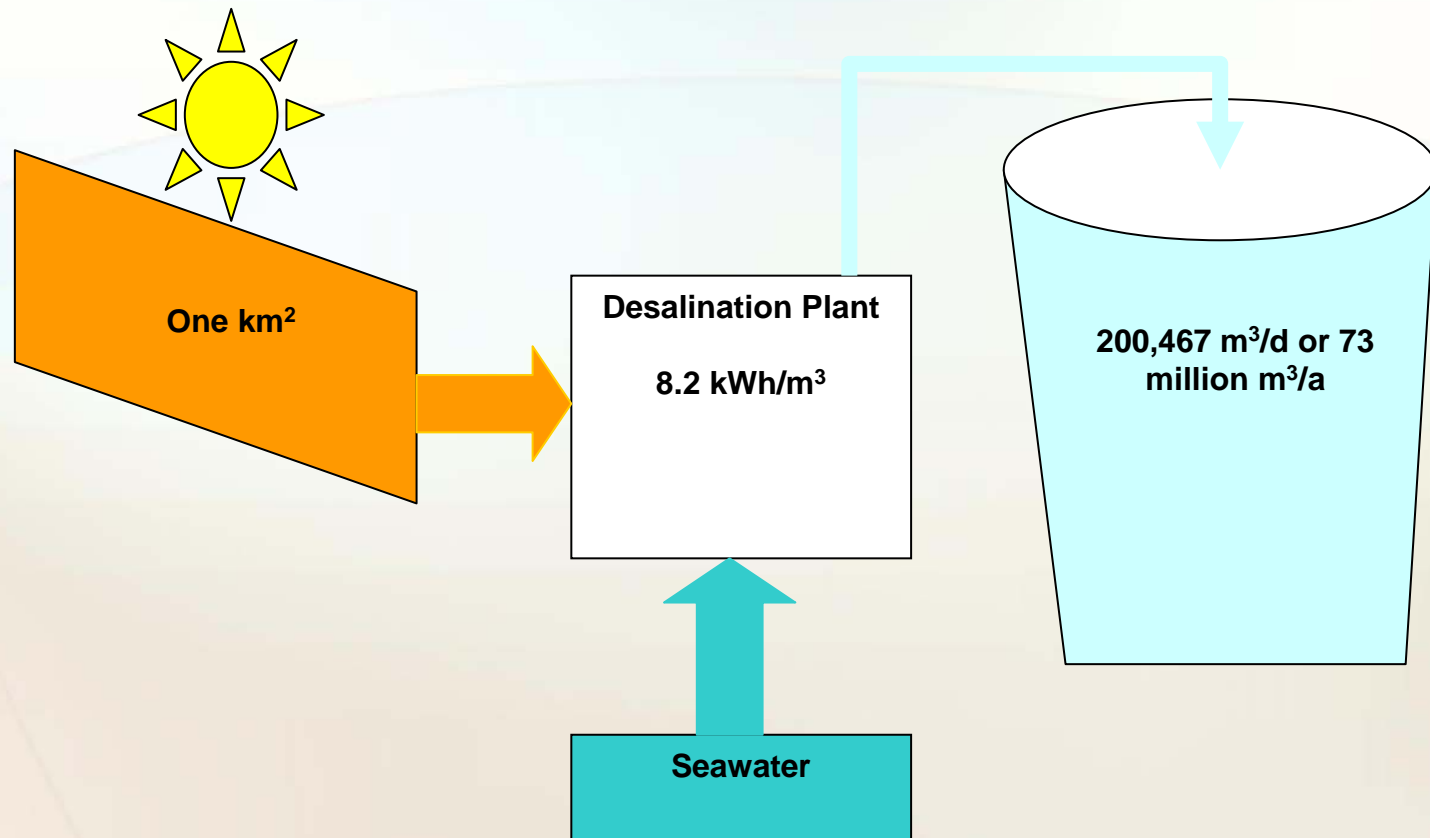 One km²
Desalination Plant
8.2 kWh/m³
200,467 m³/d or 73
million m³/a
Seawater